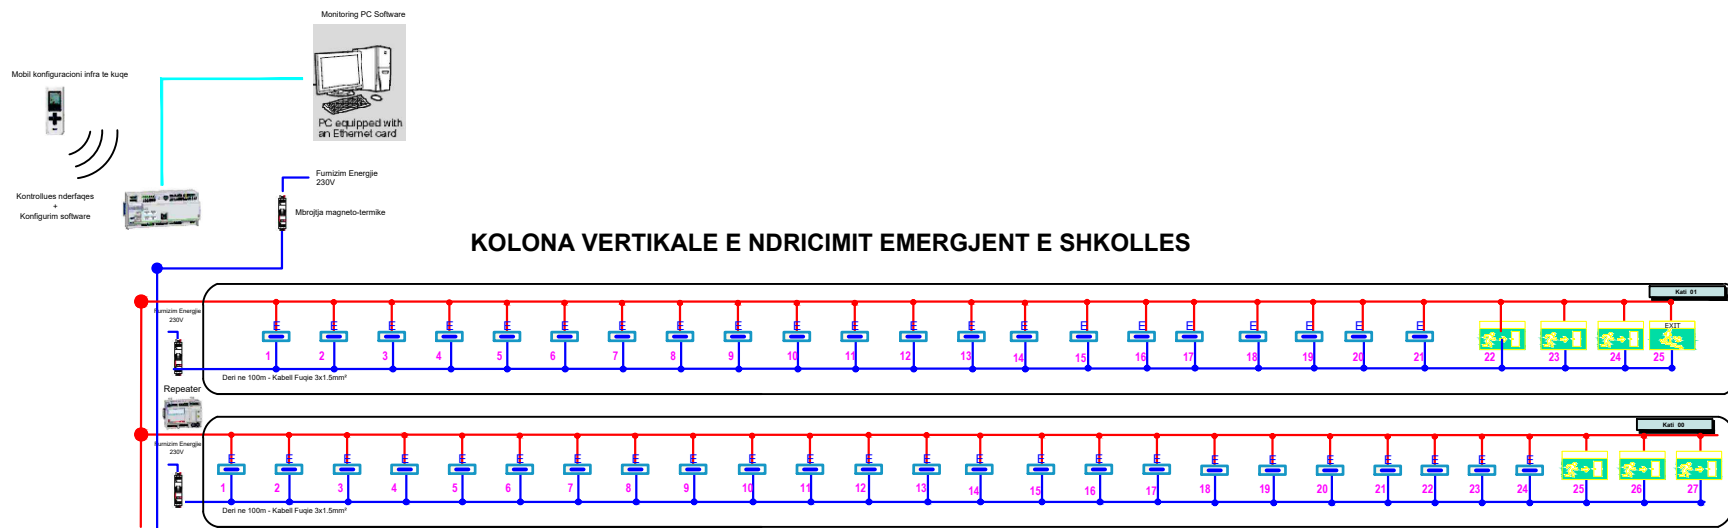 Monitoring PC Software
Mobil konfiguracioni infra te kuqe
PC equipped with
an Ethernet card
Furnizim Energjie
230V
Kontrollues nderfaqes
+
Konfigurim software
Mbrojtja magneto-termike
KOLONA VERTIKALE E NDRICIMIT EMERGJENT E SHKOLLES
Kati 01
Furnizim Energjie
230V
E E E E E E E E E E E E E E E E E E E E E EXIT
1 2 3 4 5 6 7 8 9 10 11 12 13 14 15 16 17 18 19 20 21 22 23 24 25
Deri ne 100m - Kabell Fuqie 3x1.5mm²
Repeater
Kati 00
Furnizim Energjie
230V
E E E E E E E E E E E E E E E E E E E E E E E E
1 2 3 4 5 6 7 8 9 10 11 12 13 14 15 16 17 18 19 20 21 22 23 24 25 26 27
Deri ne 100m - Kabell Fuqie 3x1.5mm²